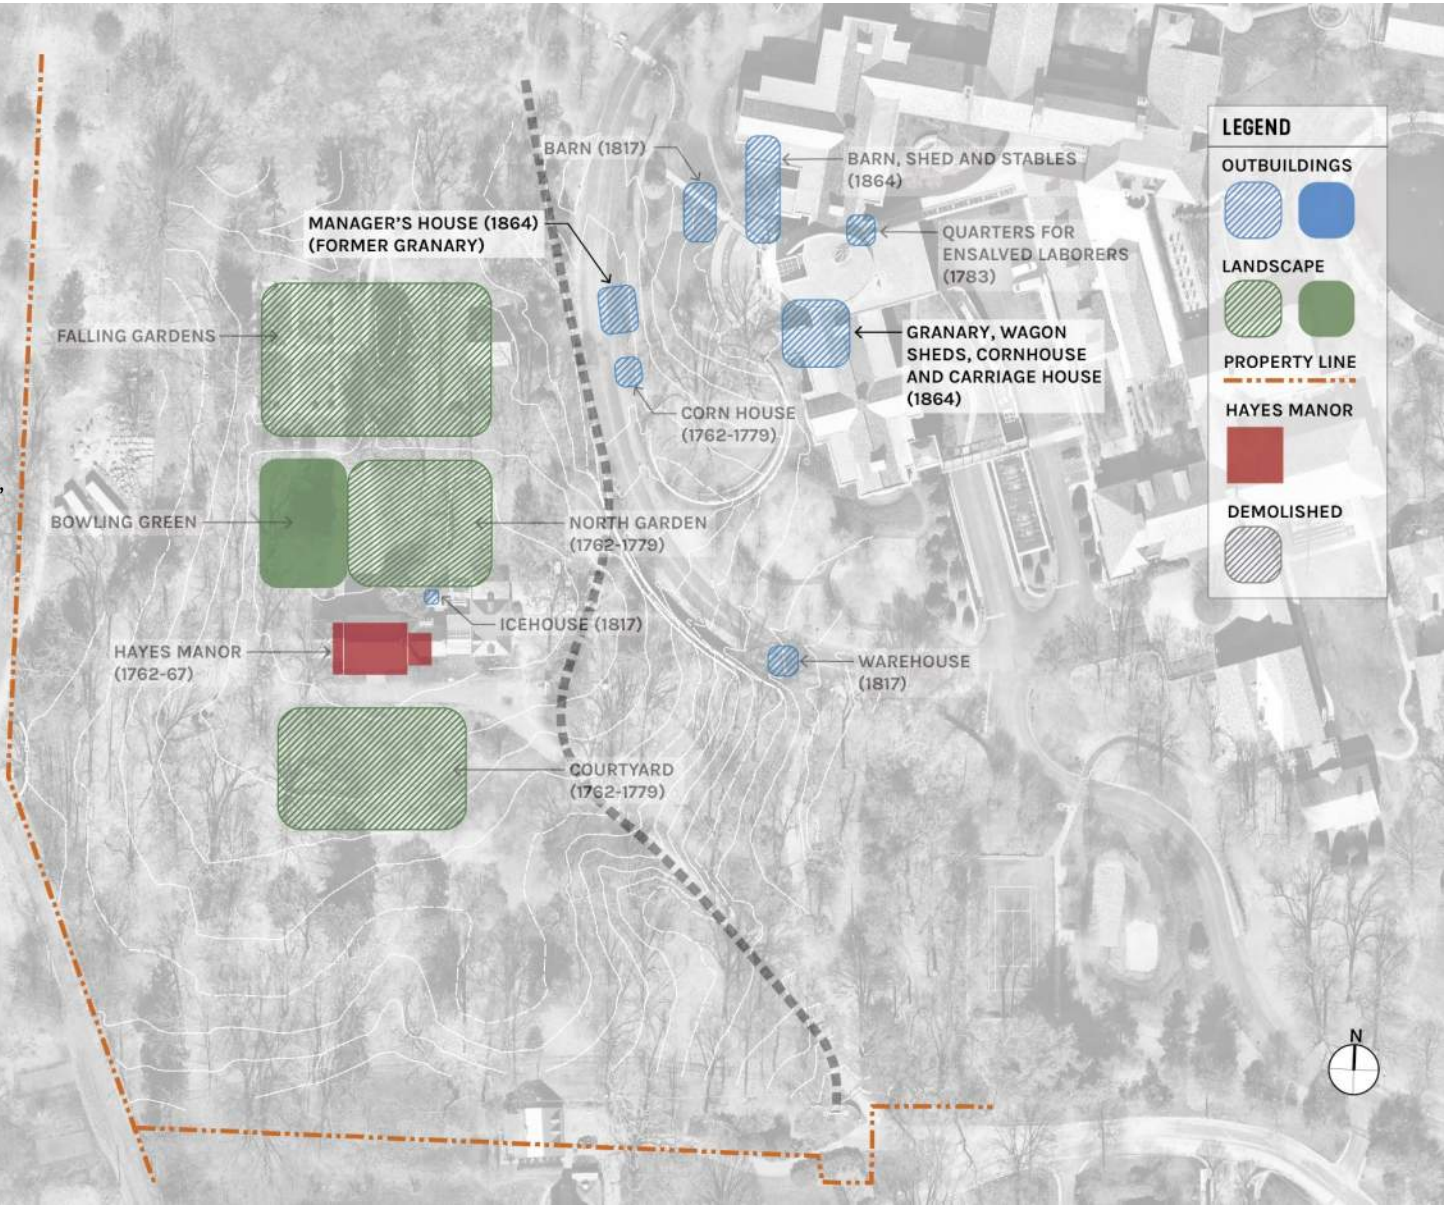 BARN (1817)
BARN, SHED AND STABLES
(1864)
MANAGER'S HOUSE (1864)
(FORMER GRANARY)
QUARTERS FOR
ENSALVED LABORERS
(1783)
FALLING GARDENS
GRANARY, WAGON
SHEDS, CORNHOUSE
AND CARRIAGE HOUSE
(1864)
CORN HOUSE
(1762-1779)
,
BOWLING GREEN
NORTH GARDEN
(1762-1779)
ICEHOUSE (1817)
HAYES MANOR
(1762-67)
WAREHOUSE
(1817)
COURTYARD
(1762-1779)
LEGEND
OUTBUILDINGS
LANDSCAPE
PROPERTY LINE
HAYES MANOR
DEMOLISHED
N